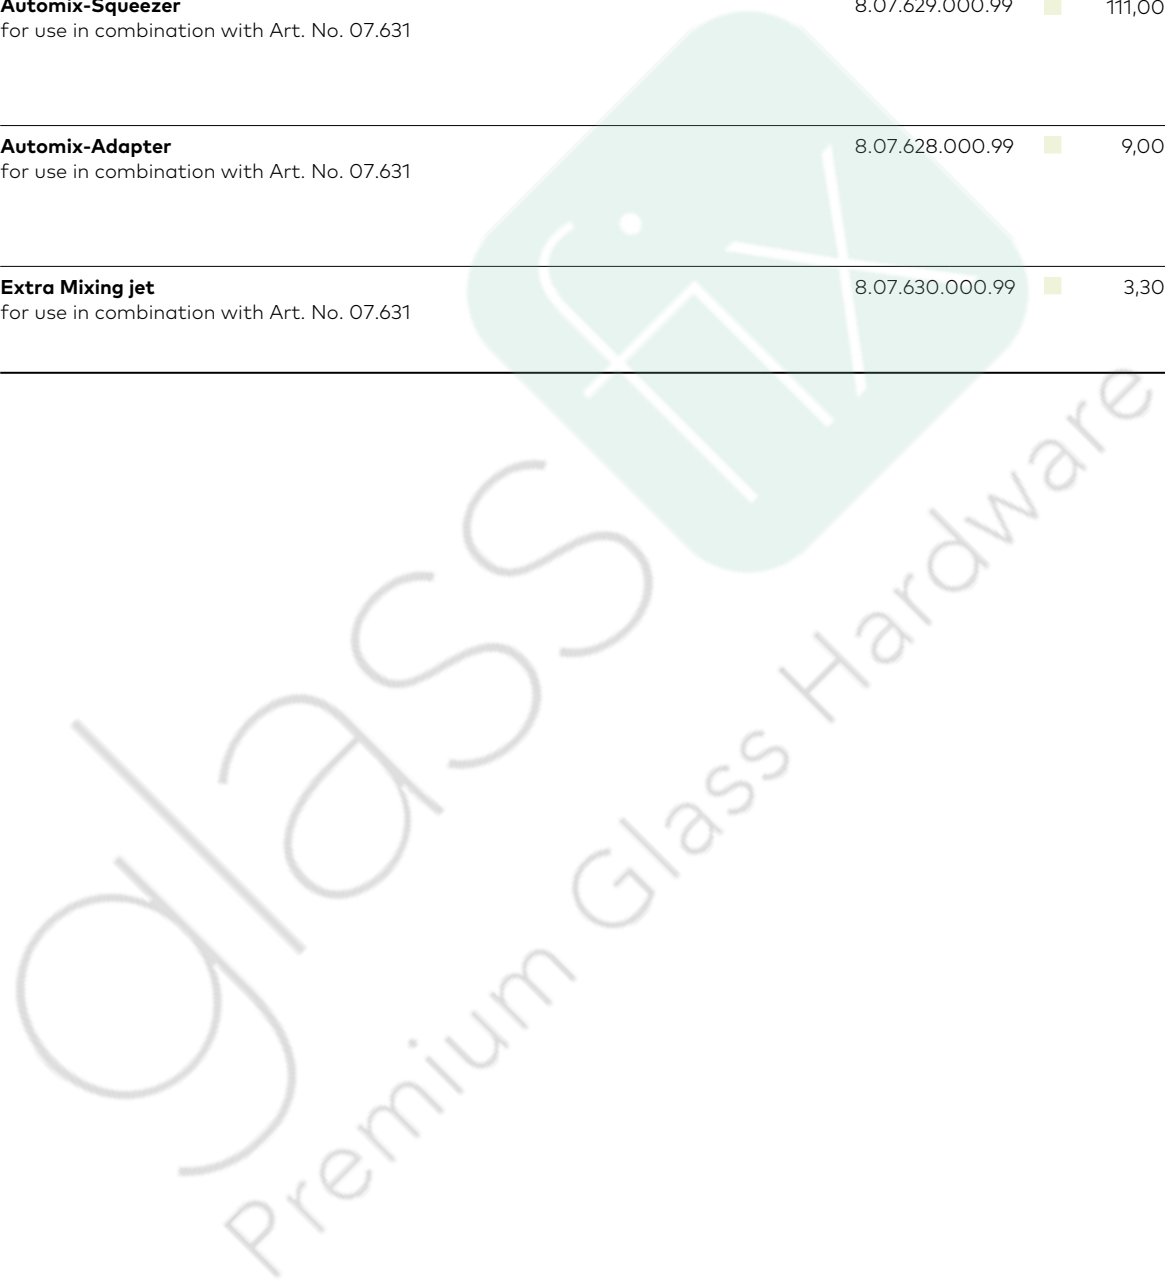 Automix-Squeezer 8.07.629.000.99 111,00
for use in combination with Art. No. 07.631
Automix-Adapter 8.07.628.000.99 9,00
for use in combination with Art. No. 07.631
Extra Mixing jet 8.07.630.000.99 3,30
for use in combination with Art. No. 07.631
glass fix
Premium Glass Hardware